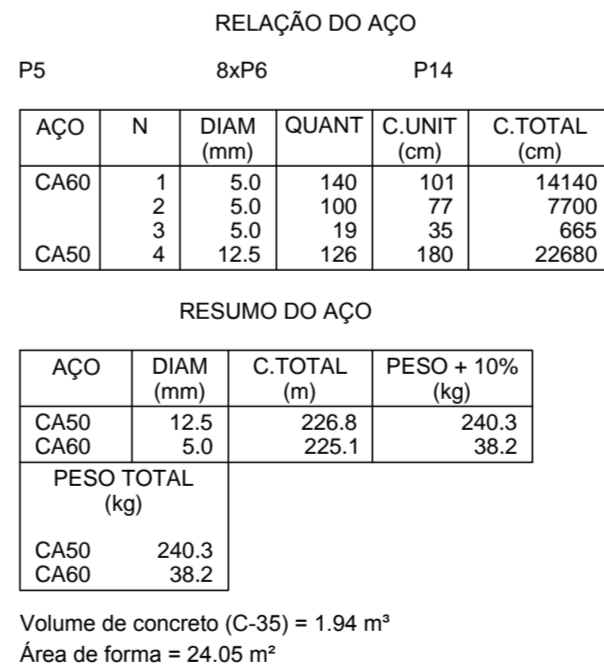 RELAÇÃO DO AÇO
P5 8xP6 P14
AÇO N DIAM QUANT C.UNIT C.TOTAL
(mm) (cm) (cm)
CA60 1 5.0 140 101 14140
2 5.0 100 77 7700
3 5.0 19 35 665
CA50 4 12.5 126 180 22680
RESUMO DO AÇO
AÇO DIAM C.TOTAL PESO + 10%
(mm) (m) (kg)
CA50 12.5 226.8 240.3
CA60 5.0 225.1 38.2
PESO TOTAL
(kg)
CA50 240.3
CA60 38.2
Volume de concreto (C-35) = 1.94 m³
Área de forma = 24.05 m²